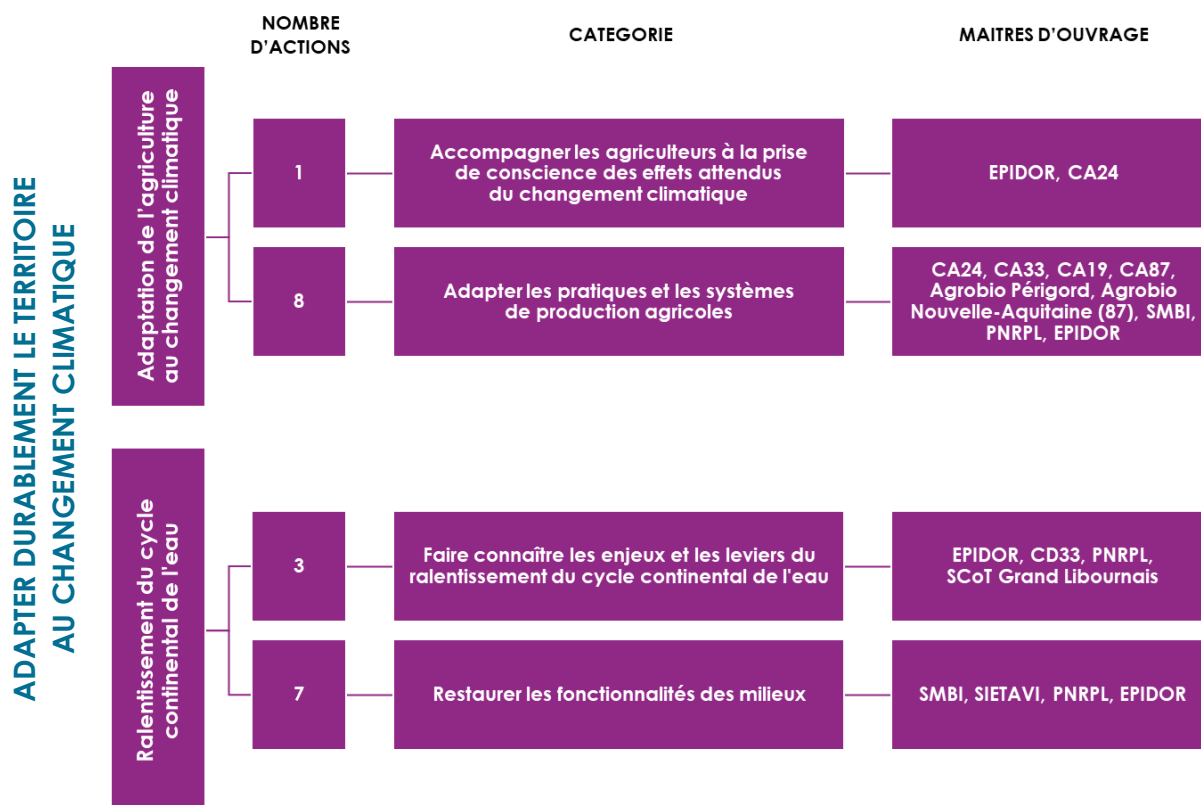 NOMBRE
D'ACTIONS
CATEGORIE
MAITRES D'OUVRAGE
ADAPTER DURABLEMENT LE TERRITOIRE
AU CHANGEMENT CLIMATIQUE
Adaptation de l'agriculture
au changement climatique
1
Accompagner les agriculteurs à la prise
de conscience des effets attendus
du changement climatique
EPIDOR, CA24
8
Adapter les pratiques et les systèmes
de production agricoles
CA24, CA33, CA19, CA87,
Agrobio Périgord, Agrobio
Nouvelle-Aquitaine (87), SMBI,
PNRPL, EPIDOR
Ralentissement du cycle
continental de l'eau
3
Faire connaître les enjeux et les leviers du
ralentissement du cycle continental de l'eau
EPIDOR, CD33, PNRPL,
SCoT Grand Libournais
7
Restaurer les fonctionnalités des milieux
SMBI, SIETAVI, PNRPL, EPIDOR